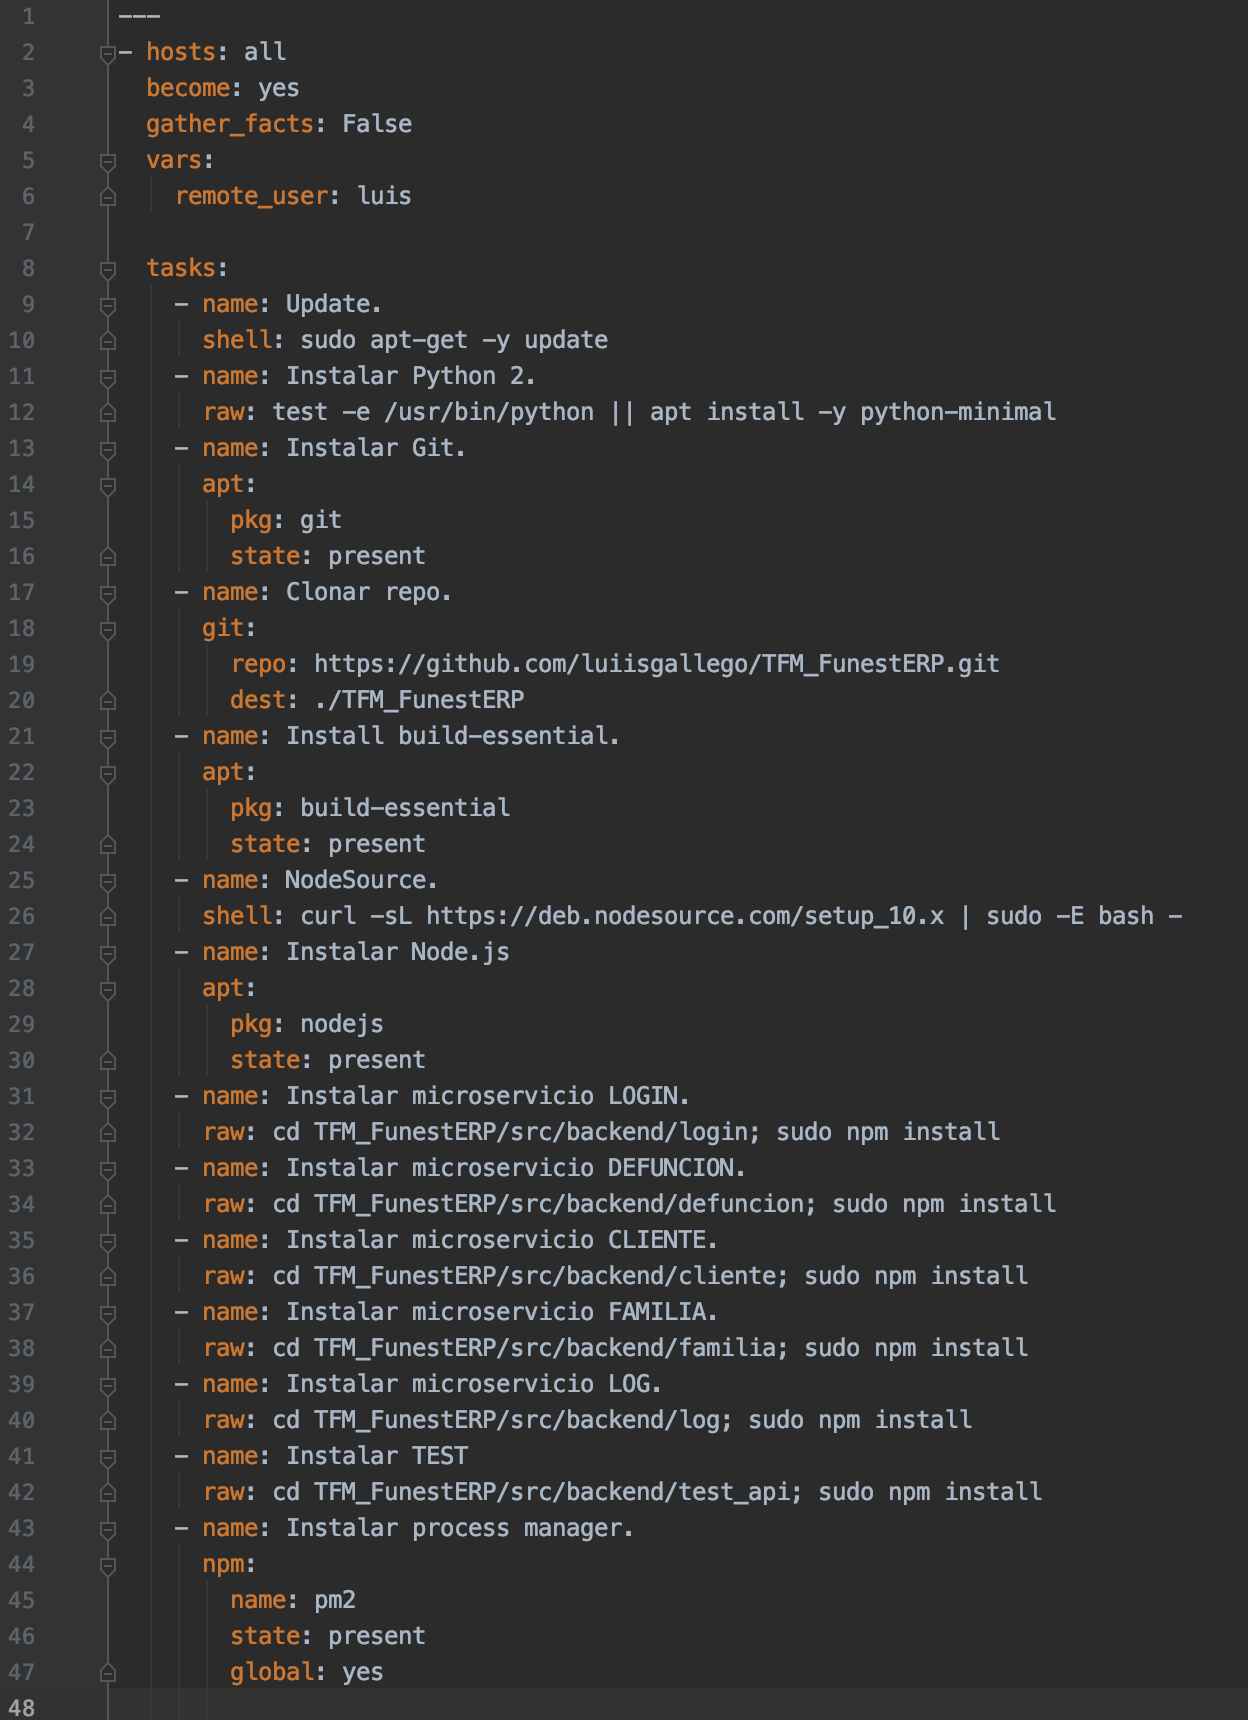 1 ---
2 - hosts: all
3 become: yes
4 gather_facts: False
5 vars:
6 remote_user: luis
7
8 tasks:
9 - name: Update.
10 shell: sudo apt-get -y update
11 - name: Instalar Python 2.
12 raw: test -e /usr/bin/python || apt install -y python-minimal
13 - name: Instalar Git.
14 apt:
15 pkg: git
16 state: present
17 - name: Clonar repo.
18 git:
19 repo: https://github.com/luiisgallego/TFM_FunestERP.git
20 dest: ./TFM_FunestERP
21 - name: Install build-essential.
22 apt:
23 pkg: build-essential
24 state: present
25 - name: NodeSource.
26 shell: curl -sL https://deb.nodesource.com/setup_10.x | sudo -E bash -
27 - name: Instalar Node.js
28 apt:
29 pkg: nodejs
30 state: present
31 - name: Instalar microservicio LOGIN.
32 raw: cd TFM_FunestERP/src/backend/login; sudo npm install
33 - name: Instalar microservicio DEFUNCION.
34 raw: cd TFM_FunestERP/src/backend/defuncion; sudo npm install
35 - name: Instalar microservicio CLIENTE.
36 raw: cd TFM_FunestERP/src/backend/cliente; sudo npm install
37 - name: Instalar microservicio FAMILIA.
38 raw: cd TFM_FunestERP/src/backend/familia; sudo npm install
39 - name: Instalar microservicio LOG.
40 raw: cd TFM_FunestERP/src/backend/log; sudo npm install
41 - name: Instalar TEST
42 raw: cd TFM_FunestERP/src/backend/test_api; sudo npm install
43 - name: Instalar process manager.
44 npm:
45 name: pm2
46 state: present
47 global: yes
48